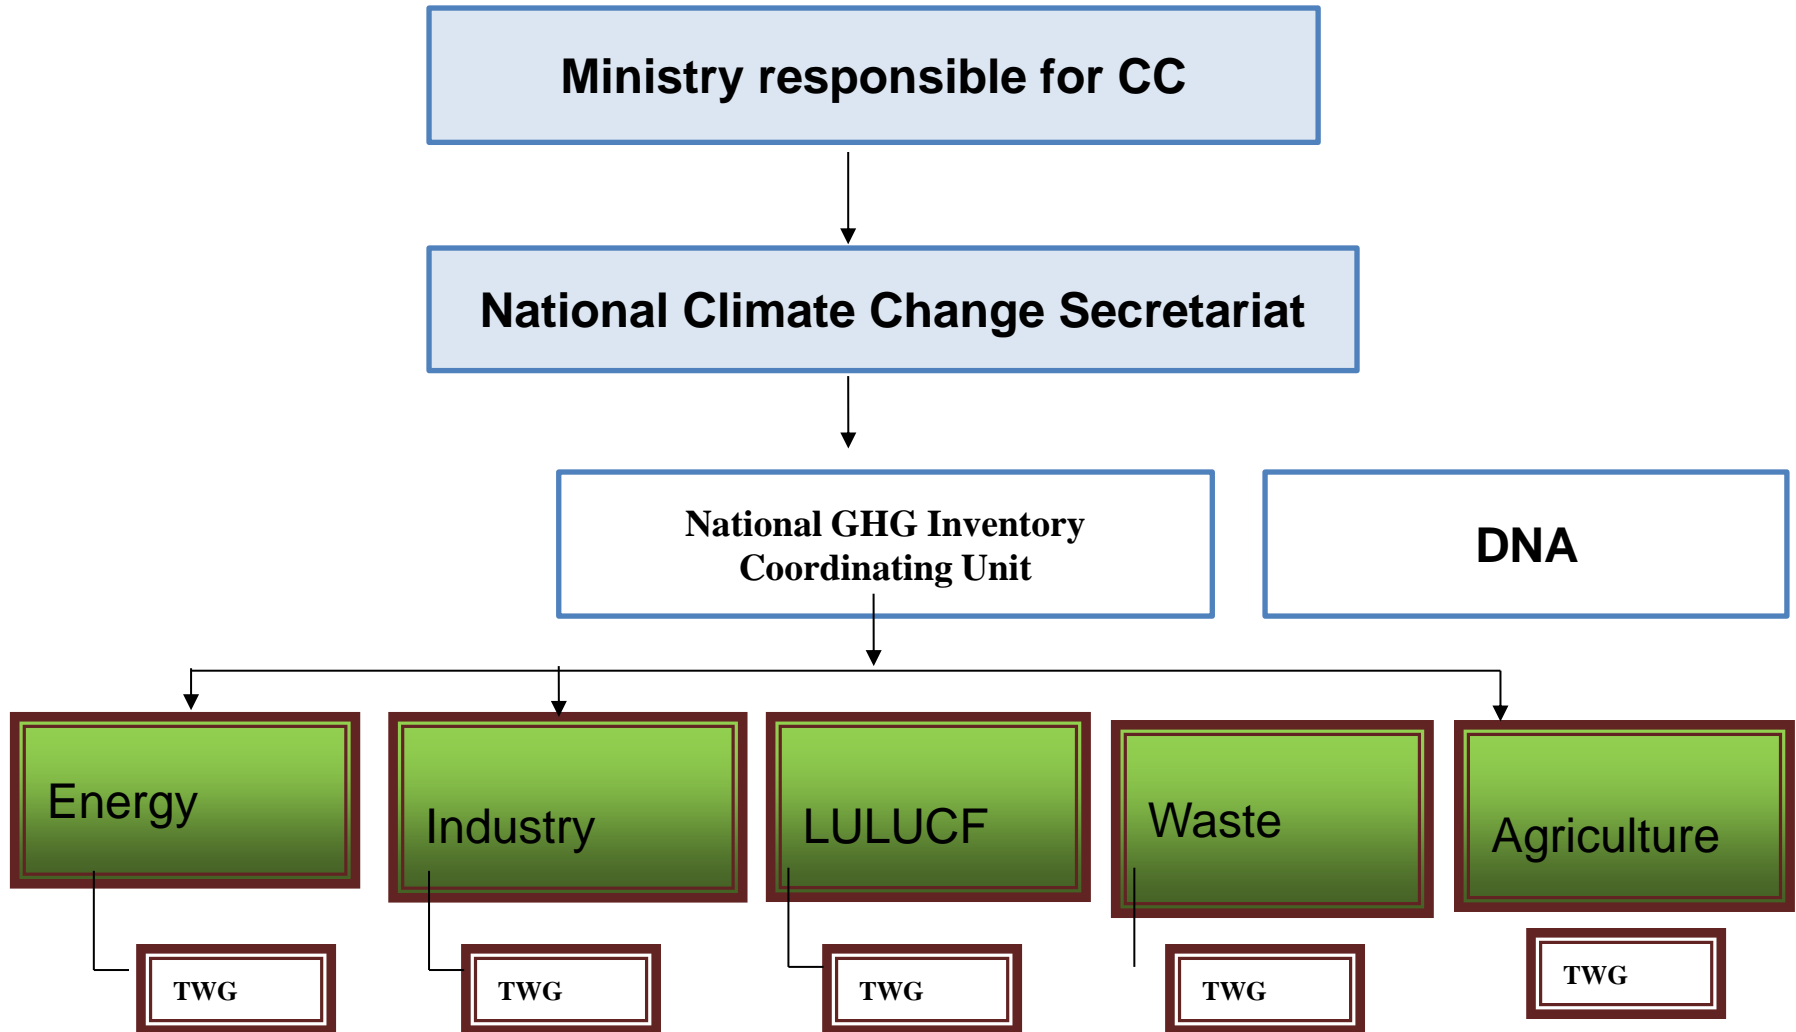 Ministry responsible for CC
National Climate Change Secretariat
National GHG Inventory
Coordinating Unit
DNA
Energy
Industry
LULUCF
Waste
Agriculture
TWG
TWG
TWG
TWG
TWG